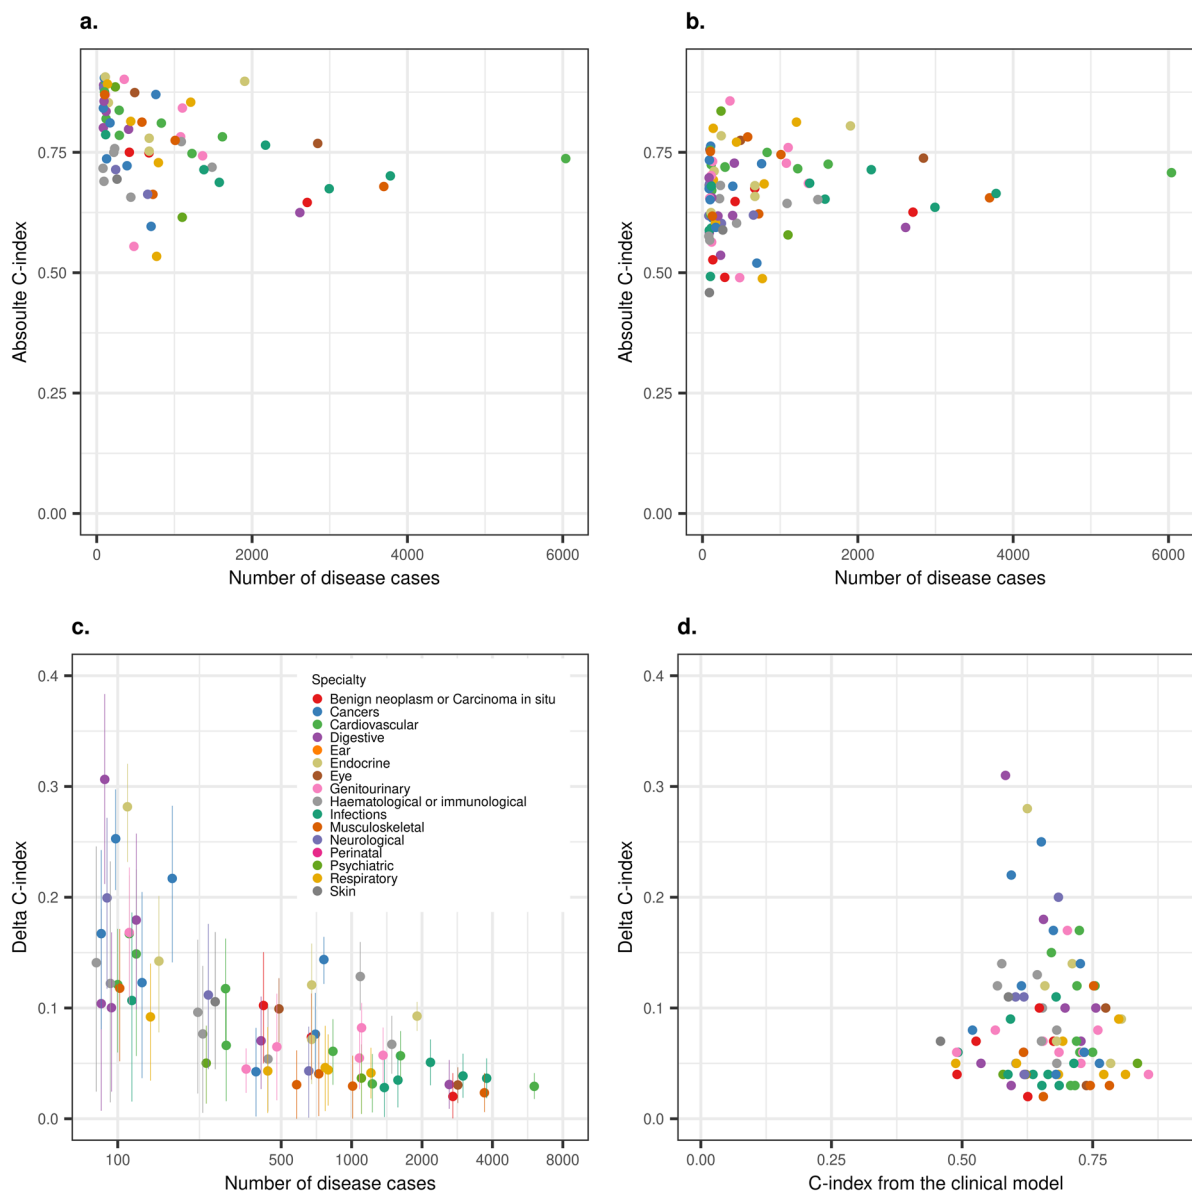 a.
Absoulte C-index
0.75
0.50
0.25
0.00
0
2000
4000
6000
Number of disease cases
b.
Absoulte C-index
0.75
0.50
0.25
0.00
0
2000
4000
6000
Number of disease cases
c.
Delta C-index
0.4
0.3
0.2
0.1
0.0
Specialty
Benign neoplasm or Carcinoma in situ
Cancers
Cardiovascular
Digestive
Ear
Endocrine
Eye
Genitourinary
Haematological or immunological
Infections
Musculoskeletal
Neurological
Perinatal
Psychiatric
Respiratory
Skin
100
500
1000
2000
4000
8000
Number of disease cases
d.
Delta C-index
0.4
0.3
0.2
0.1
0.0
0.00
0.25
0.50
0.75
C-index from the clinical model